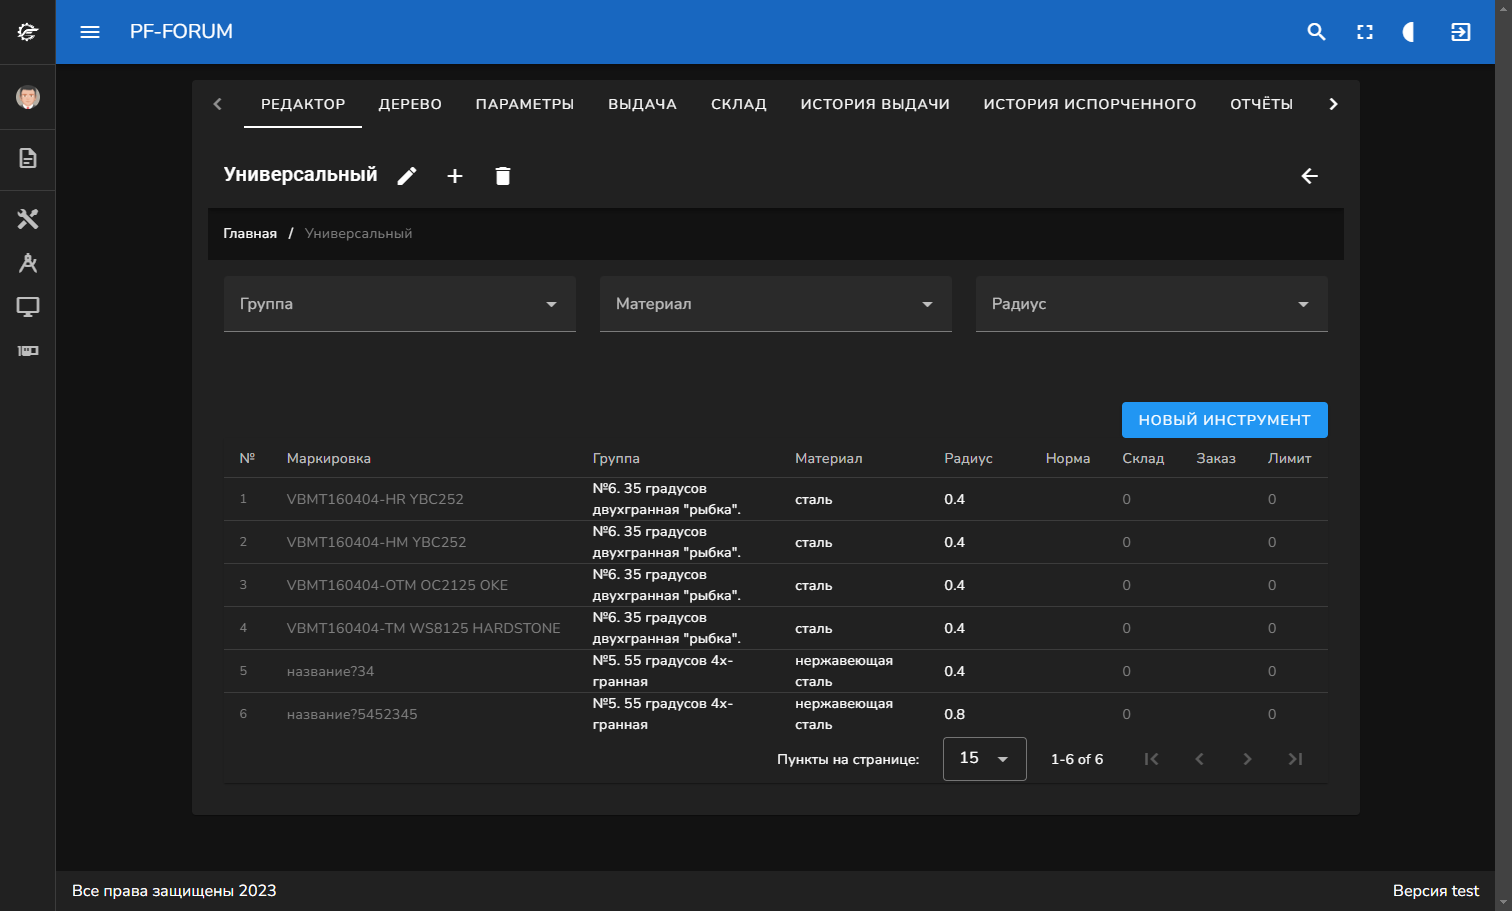 PF-FORUM
РЕДАКТОР ДЕРЕВО ПАРАМЕТРЫ ВЫДАЧА СКЛАД ИСТОРИЯ ВЫДАЧИ ИСТОРИЯ ИСПОРЧЕННОГО ОТЧЁТЫ
Универсальный
Главная / Универсальный
Группа Материал Радиус
НОВЫЙ ИНСТРУМЕНТ
№ Маркировка Группа Материал Радиус Норма Склад Заказ Лимит
1 VBMT160404-HR YBC252 №6. 35 градусов двухгранная "рыбка". сталь 0.4 0 0
2 VBMT160404-HM YBC252 №6. 35 градусов двухгранная "рыбка". сталь 0.4 0 0
3 VBMT160404-OTM OC2125 OKE №6. 35 градусов двухгранная "рыбка". сталь 0.4 0 0
4 VBMT160404-TM WS8125 HARDSTONE №6. 35 градусов двухгранная "рыбка". сталь 0.4 0 0
5 название?34 №5. 55 градусов 4х-гранная нержавеющая сталь 0.4 0 0
6 название?5452345 №5. 55 градусов 4х-гранная нержавеющая сталь 0.8 0 0
Пункты на странице: 15 1-6 of 6
Все права защищены 2023 Версия test